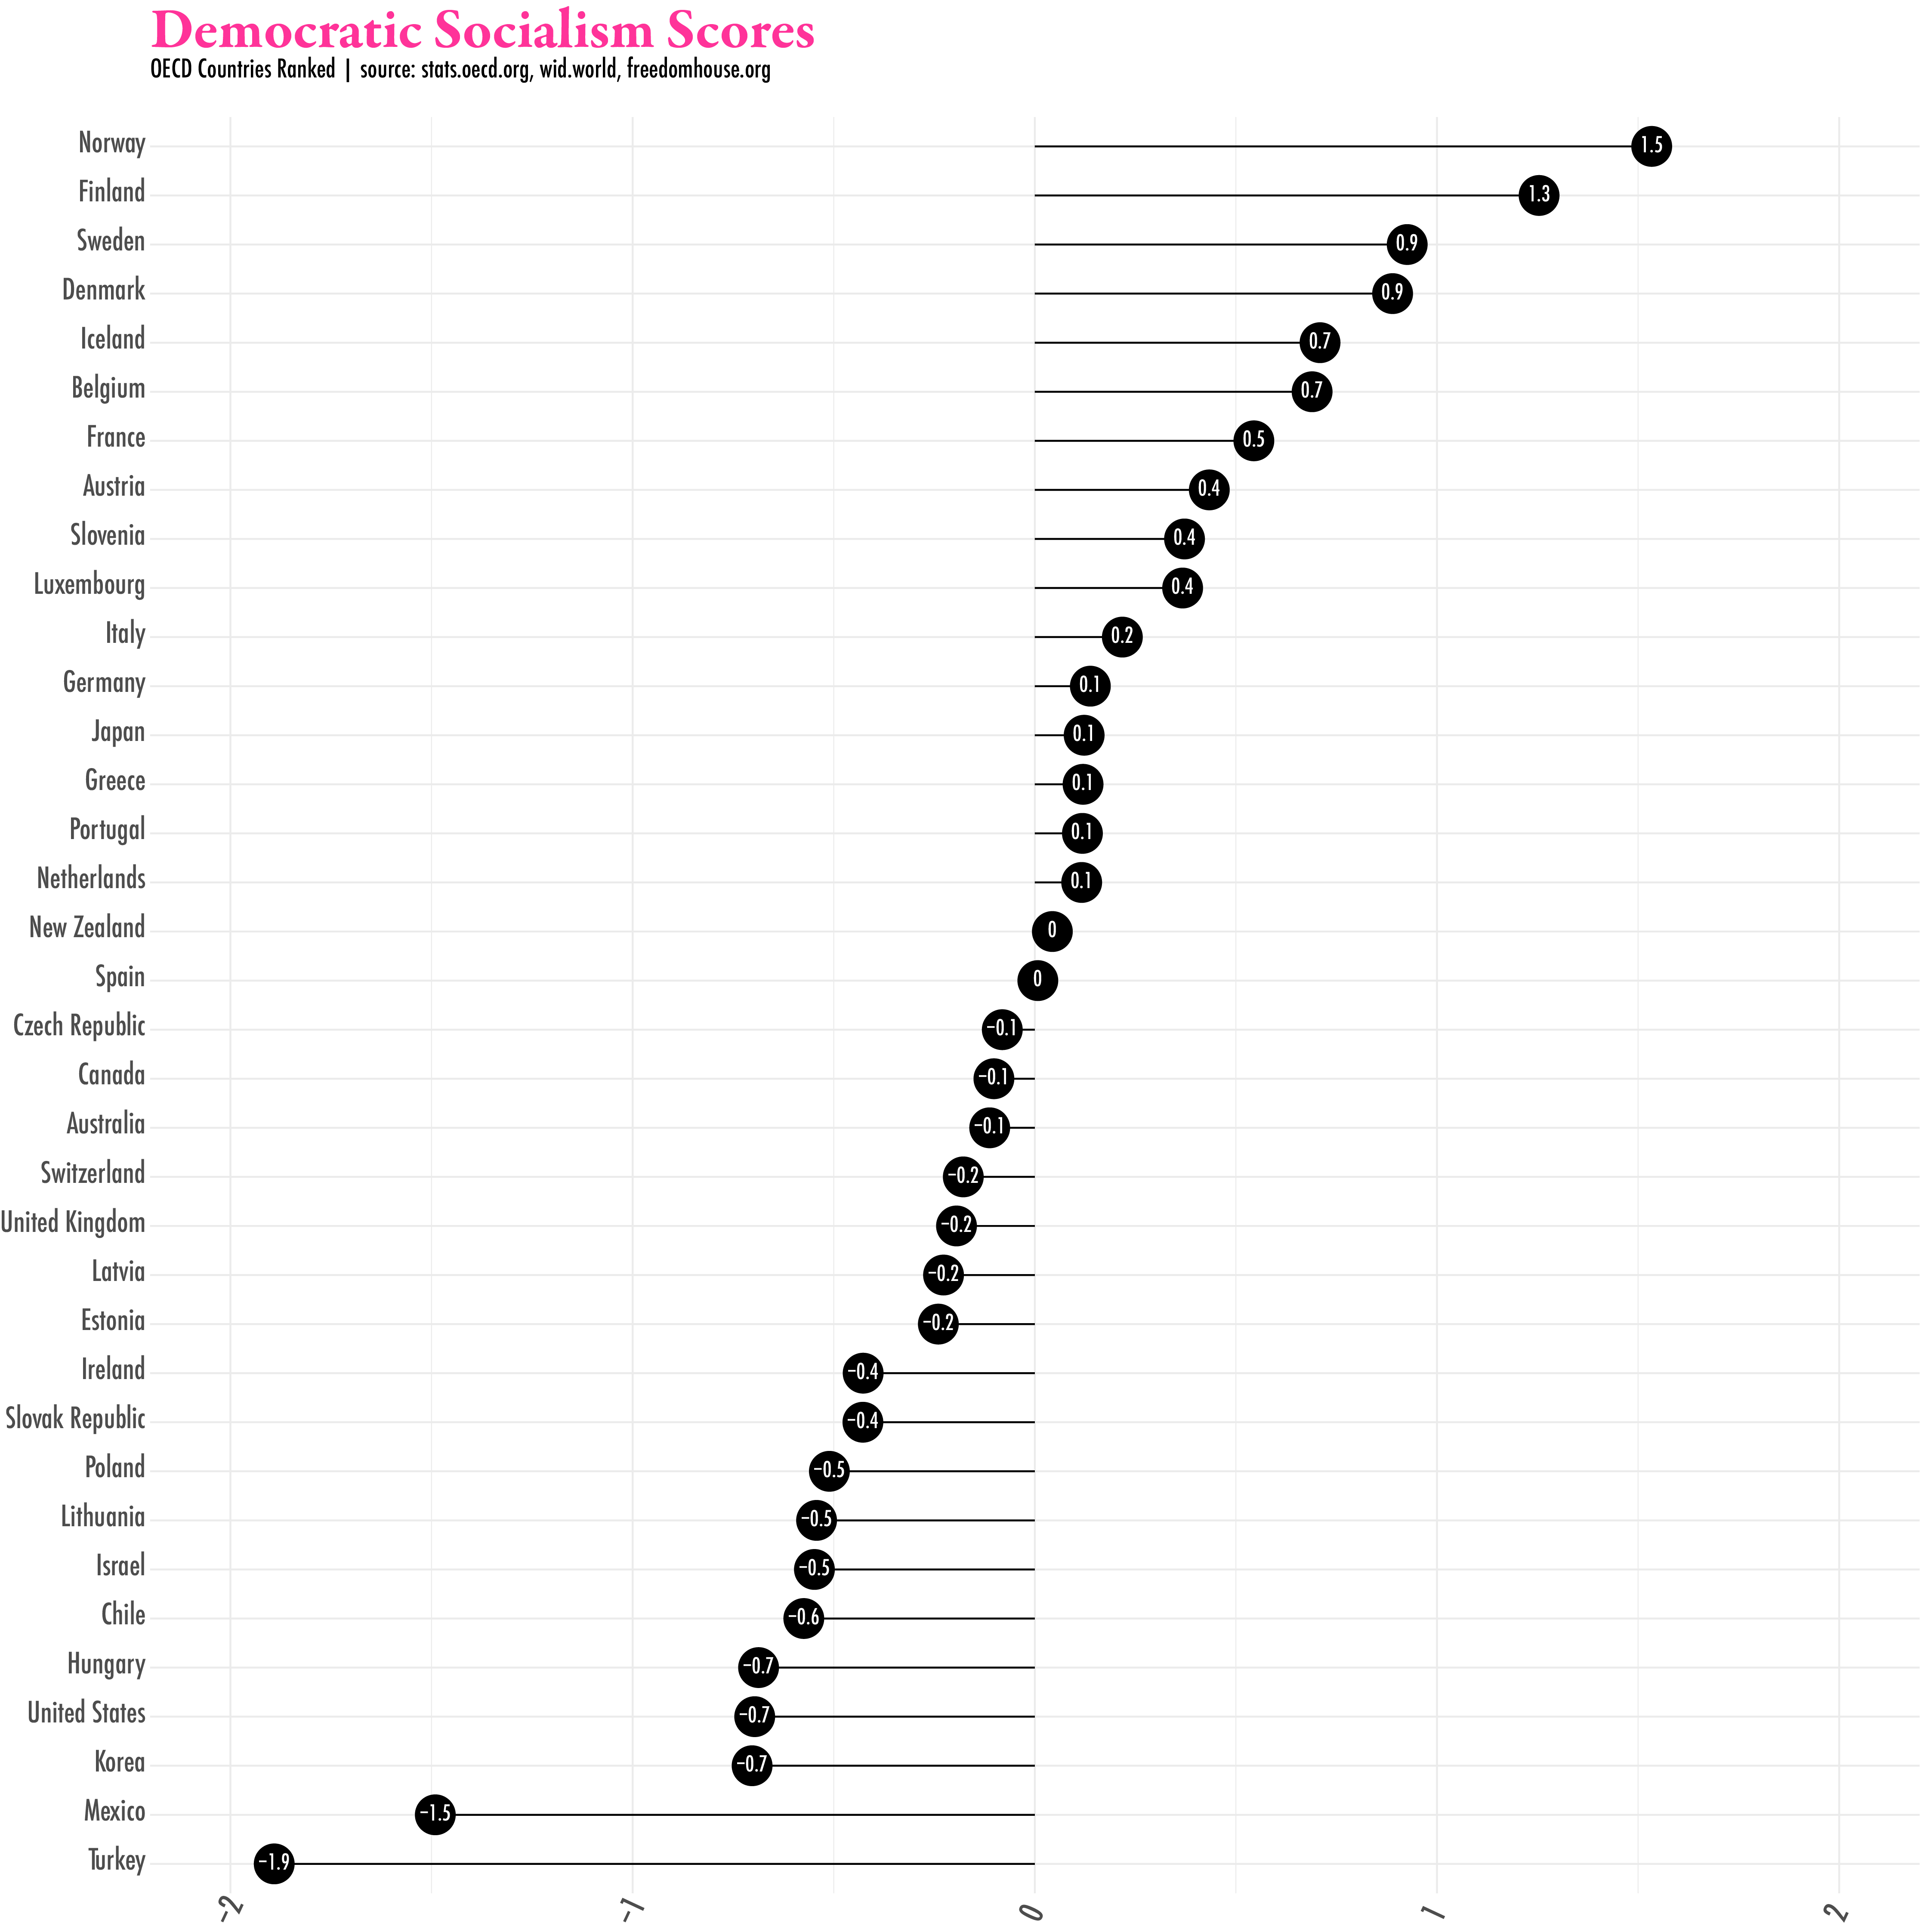 Democratic Socialism Scores
OECD Countries Ranked | source: stats.oecd.org, wid.world, freedomhouse.org
Norway 1.5
Finland 1.3
Sweden 0.9
Denmark 0.9
Iceland 0.7
Belgium 0.7
France 0.5
Austria 0.4
Slovenia 0.4
Luxembourg 0.4
Italy 0.2
Germany 0.1
Japan 0.1
Greece 0.1
Portugal 0.1
Netherlands 0.1
New Zealand 0
Spain 0
Czech Republic −0.1
Canada −0.1
Australia −0.1
Switzerland −0.2
United Kingdom −0.2
Latvia −0.2
Estonia −0.2
Ireland −0.4
Slovak Republic −0.4
Poland −0.5
Lithuania −0.5
Israel −0.5
Chile −0.6
Hungary −0.7
United States −0.7
Korea −0.7
Mexico −1.5
Turkey −1.9
−2 −1 0 1 2